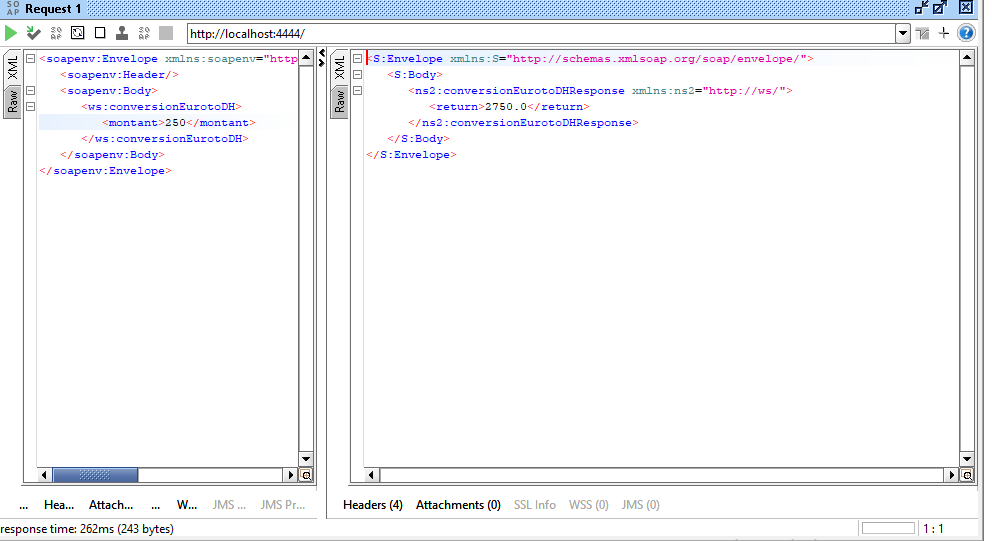 SO
AP
Request 1
SO
AP
SO
AP
http://localhost:4444/
?
XML
Raw
<soapenv:Envelope xmlns:soapenv="http
<soapenv:Header/>
<soapenv:Body>
<ws:conversionEurotoDH>
<montant>250</montant>
</ws:conversionEurotoDH>
</soapenv:Body>
</soapenv:Envelope>
XML
Raw
<S:Envelope xmlns:S="http://schemas.xmlsoap.org/soap/envelope/">
<S:Body>
<ns2:conversionEurotoDHResponse xmlns:ns2="http://ws/">
<return>2750.0</return>
</ns2:conversionEurotoDHResponse>
</S:Body>
</S:Envelope>
... Hea... Attach... ... W... JMS ... JMS Pr...
Headers (4) Attachments (0) SSL Info WSS (0) JMS (0)
response time: 262ms (243 bytes)
1 : 1